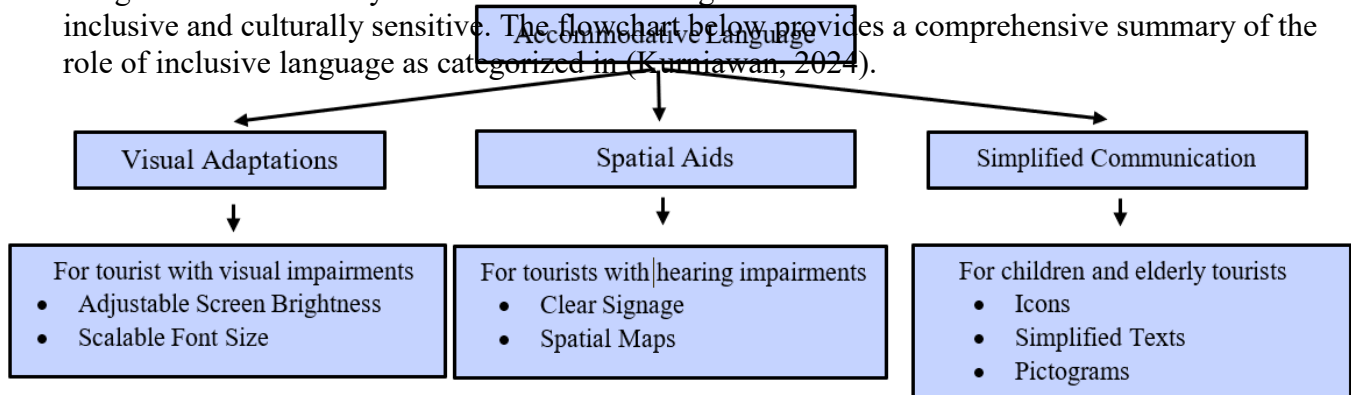 inclusive and culturally sensitive. The flowchart below provides a comprehensive summary of the
Accommodative Language
role of inclusive language as categorized in (Kurniawan, 2024).
Visual Adaptations
Spatial Aids
Simplified Communication
For tourist with visual impairments
• Adjustable Screen Brightness
• Scalable Font Size
For tourists with hearing impairments
• Clear Signage
• Spatial Maps
For children and elderly tourists
• Icons
• Simplified Texts
• Pictograms